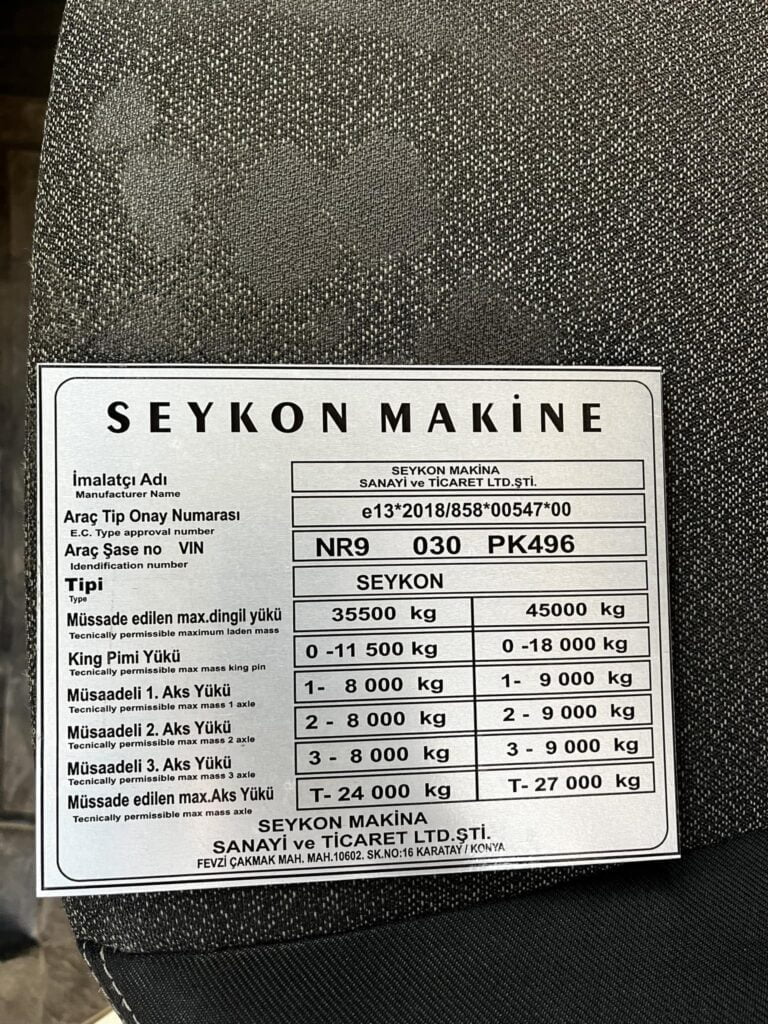 SEYKON MAKİNE
İmalatçı Adı
Manufacturer Name
SEYKON MAKİNA
SANAYİ ve TİCARET LTD.ŞTİ.
Araç Tip Onay Numarası
E.C. Type approval number
e13*2018/858*00547*00
Araç Şase no VIN
Idendification number
NR9 030 PK496
Tipi
Type
SEYKON
Müssade edilen max.dingil yükü
Tecnically permissible maximum laden mass
35500 kg 45000 kg
King Pimi Yükü
Tecnically permissible max mass king pin
0 -11 500 kg 0 -18 000 kg
Müsaadeli 1. Aks Yükü
Tecnically permissible max mass 1 axle
1- 8 000 kg 1- 9 000 kg
Müsaadeli 2. Aks Yükü
Tecnically permissible max mass 2 axle
2 - 8 000 kg 2 - 9 000 kg
Müsaadeli 3. Aks Yükü
Tecnically permissible max mass 3 axle
3 - 8 000 kg 3 - 9 000 kg
Müssade edilen max.Aks Yükü
Tecnically permissible max mass axle
T- 24 000 kg T- 27 000 kg
SEYKON MAKİNA
SANAYİ ve TİCARET LTD.ŞTİ.
FEVZİ ÇAKMAK MAH. MAH.10602. SK.NO:16 KARATAY / KONYA